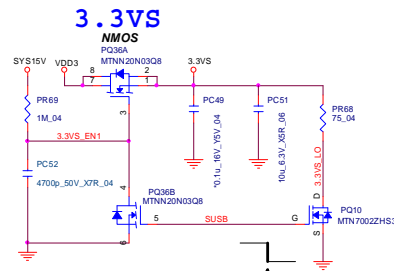 3.3VS
NMOS
PQ36A
MTNN20N03Q8
SYS15V
VDD3
3.3VS
8
7
2
1
3
PR69
1M_04
3.3VS_EN1
PC49
*0.1u_16V_Y5V_04
PC51
10u_6.3V_X5R_06
PR68
75_04
3.3VS_LO
PC52
4700p_50V_X7R_04
4
PQ36B
MTNN20N03Q8
5
6
SUSB
G
D
S
PQ10
MTN7002ZHS3